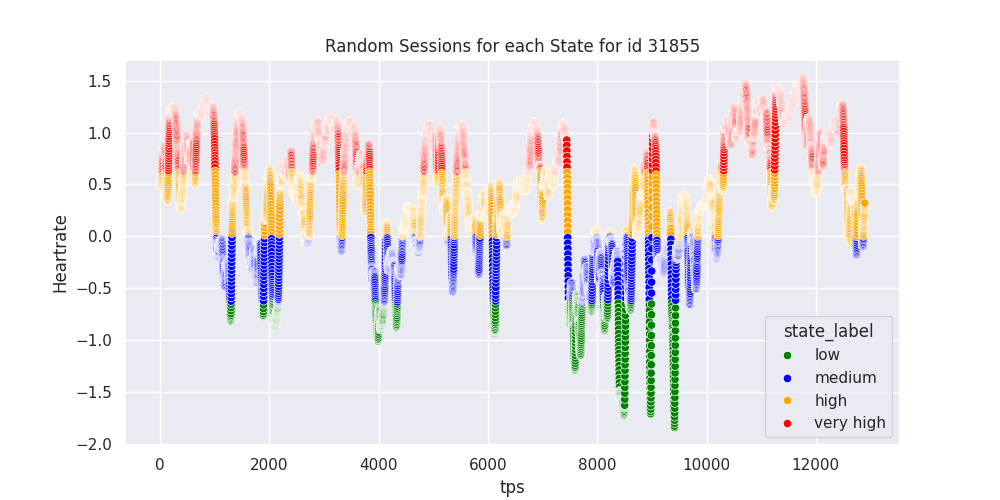 Random Sessions for each State for id 31855
Heartrate
1.5
1.0
0.5
0.0
−0.5
−1.0
−1.5
−2.0
0
2000
4000
6000
8000
10000
12000
tps
state_label
low
medium
high
very high